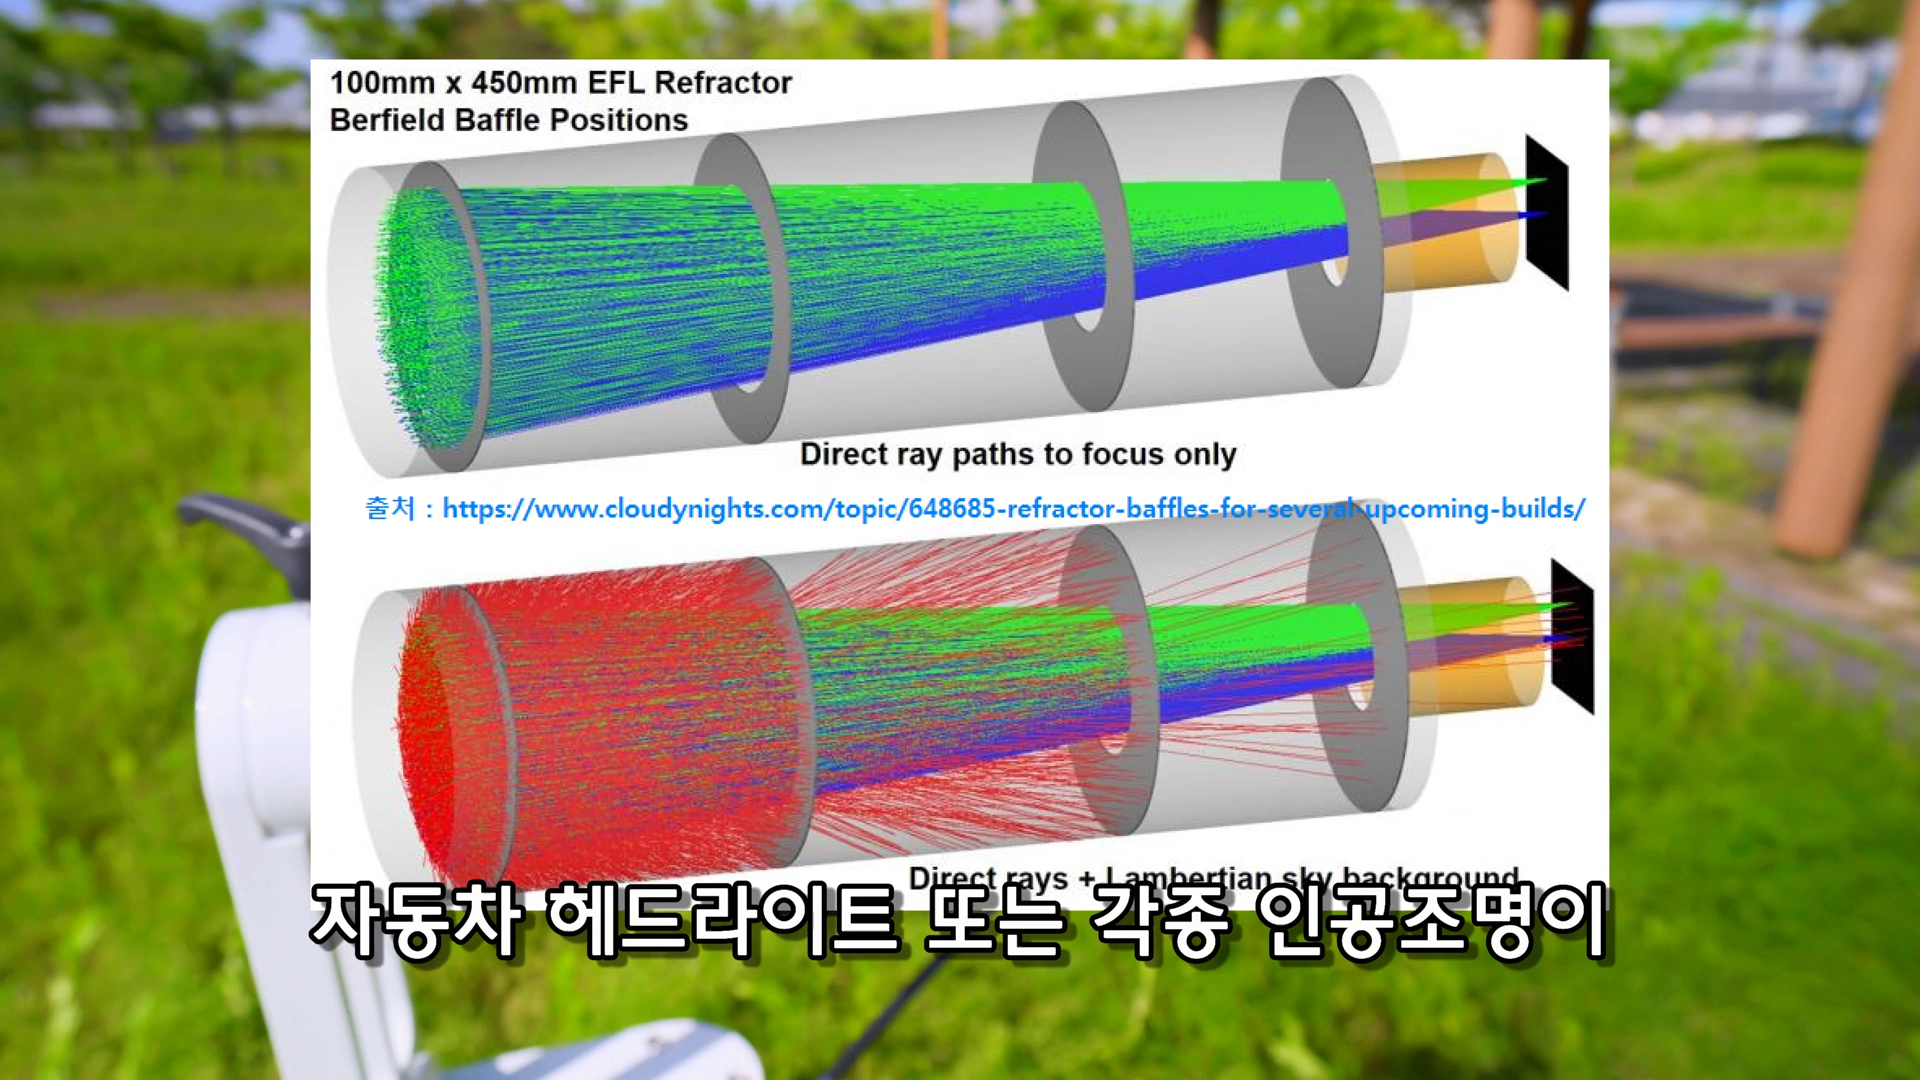 100mm x 450mm EFL Refractor
Berfield Baffle Positions
Direct ray paths to focus only
출처 : https://www.cloudynights.com/topic/648685-refractor-baffles-for-several-upcoming-builds/
Direct rays + Lambertian sky background
자동차 헤드라이트 또는 각종 인공조명이